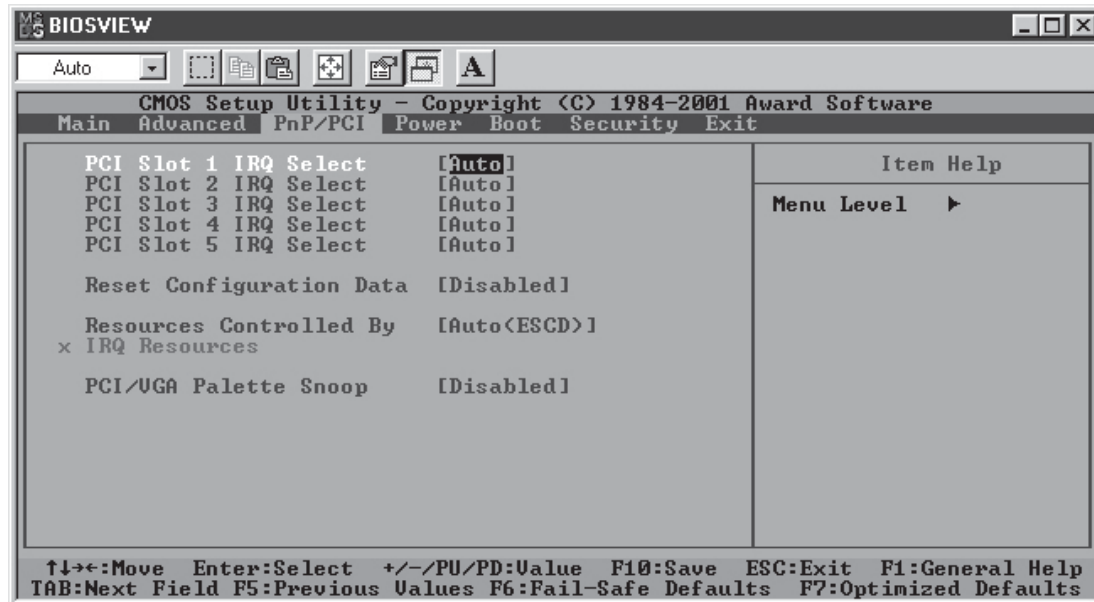 BIOSVIEW
Auto
A
CMOS Setup Utility - Copyright (C) 1984-2001 Award Software
Main Advanced PnP/PCI Power Boot Security Exit
PCI Slot 1 IRQ Select [Auto]
PCI Slot 2 IRQ Select [Auto]
PCI Slot 3 IRQ Select [Auto]
PCI Slot 4 IRQ Select [Auto]
PCI Slot 5 IRQ Select [Auto]
Reset Configuration Data [Disabled]
Resources Controlled By [Auto(ESCD)]
x IRQ Resources
PCI/VGA Palette Snoop [Disabled]
Item Help
Menu Level ►
↑↓→←:Move Enter:Select +/-/PU/PD:Value F10:Save ESC:Exit F1:General Help
TAB:Next Field F5:Previous Values F6:Fail-Safe Defaults F7:Optimized Defaults